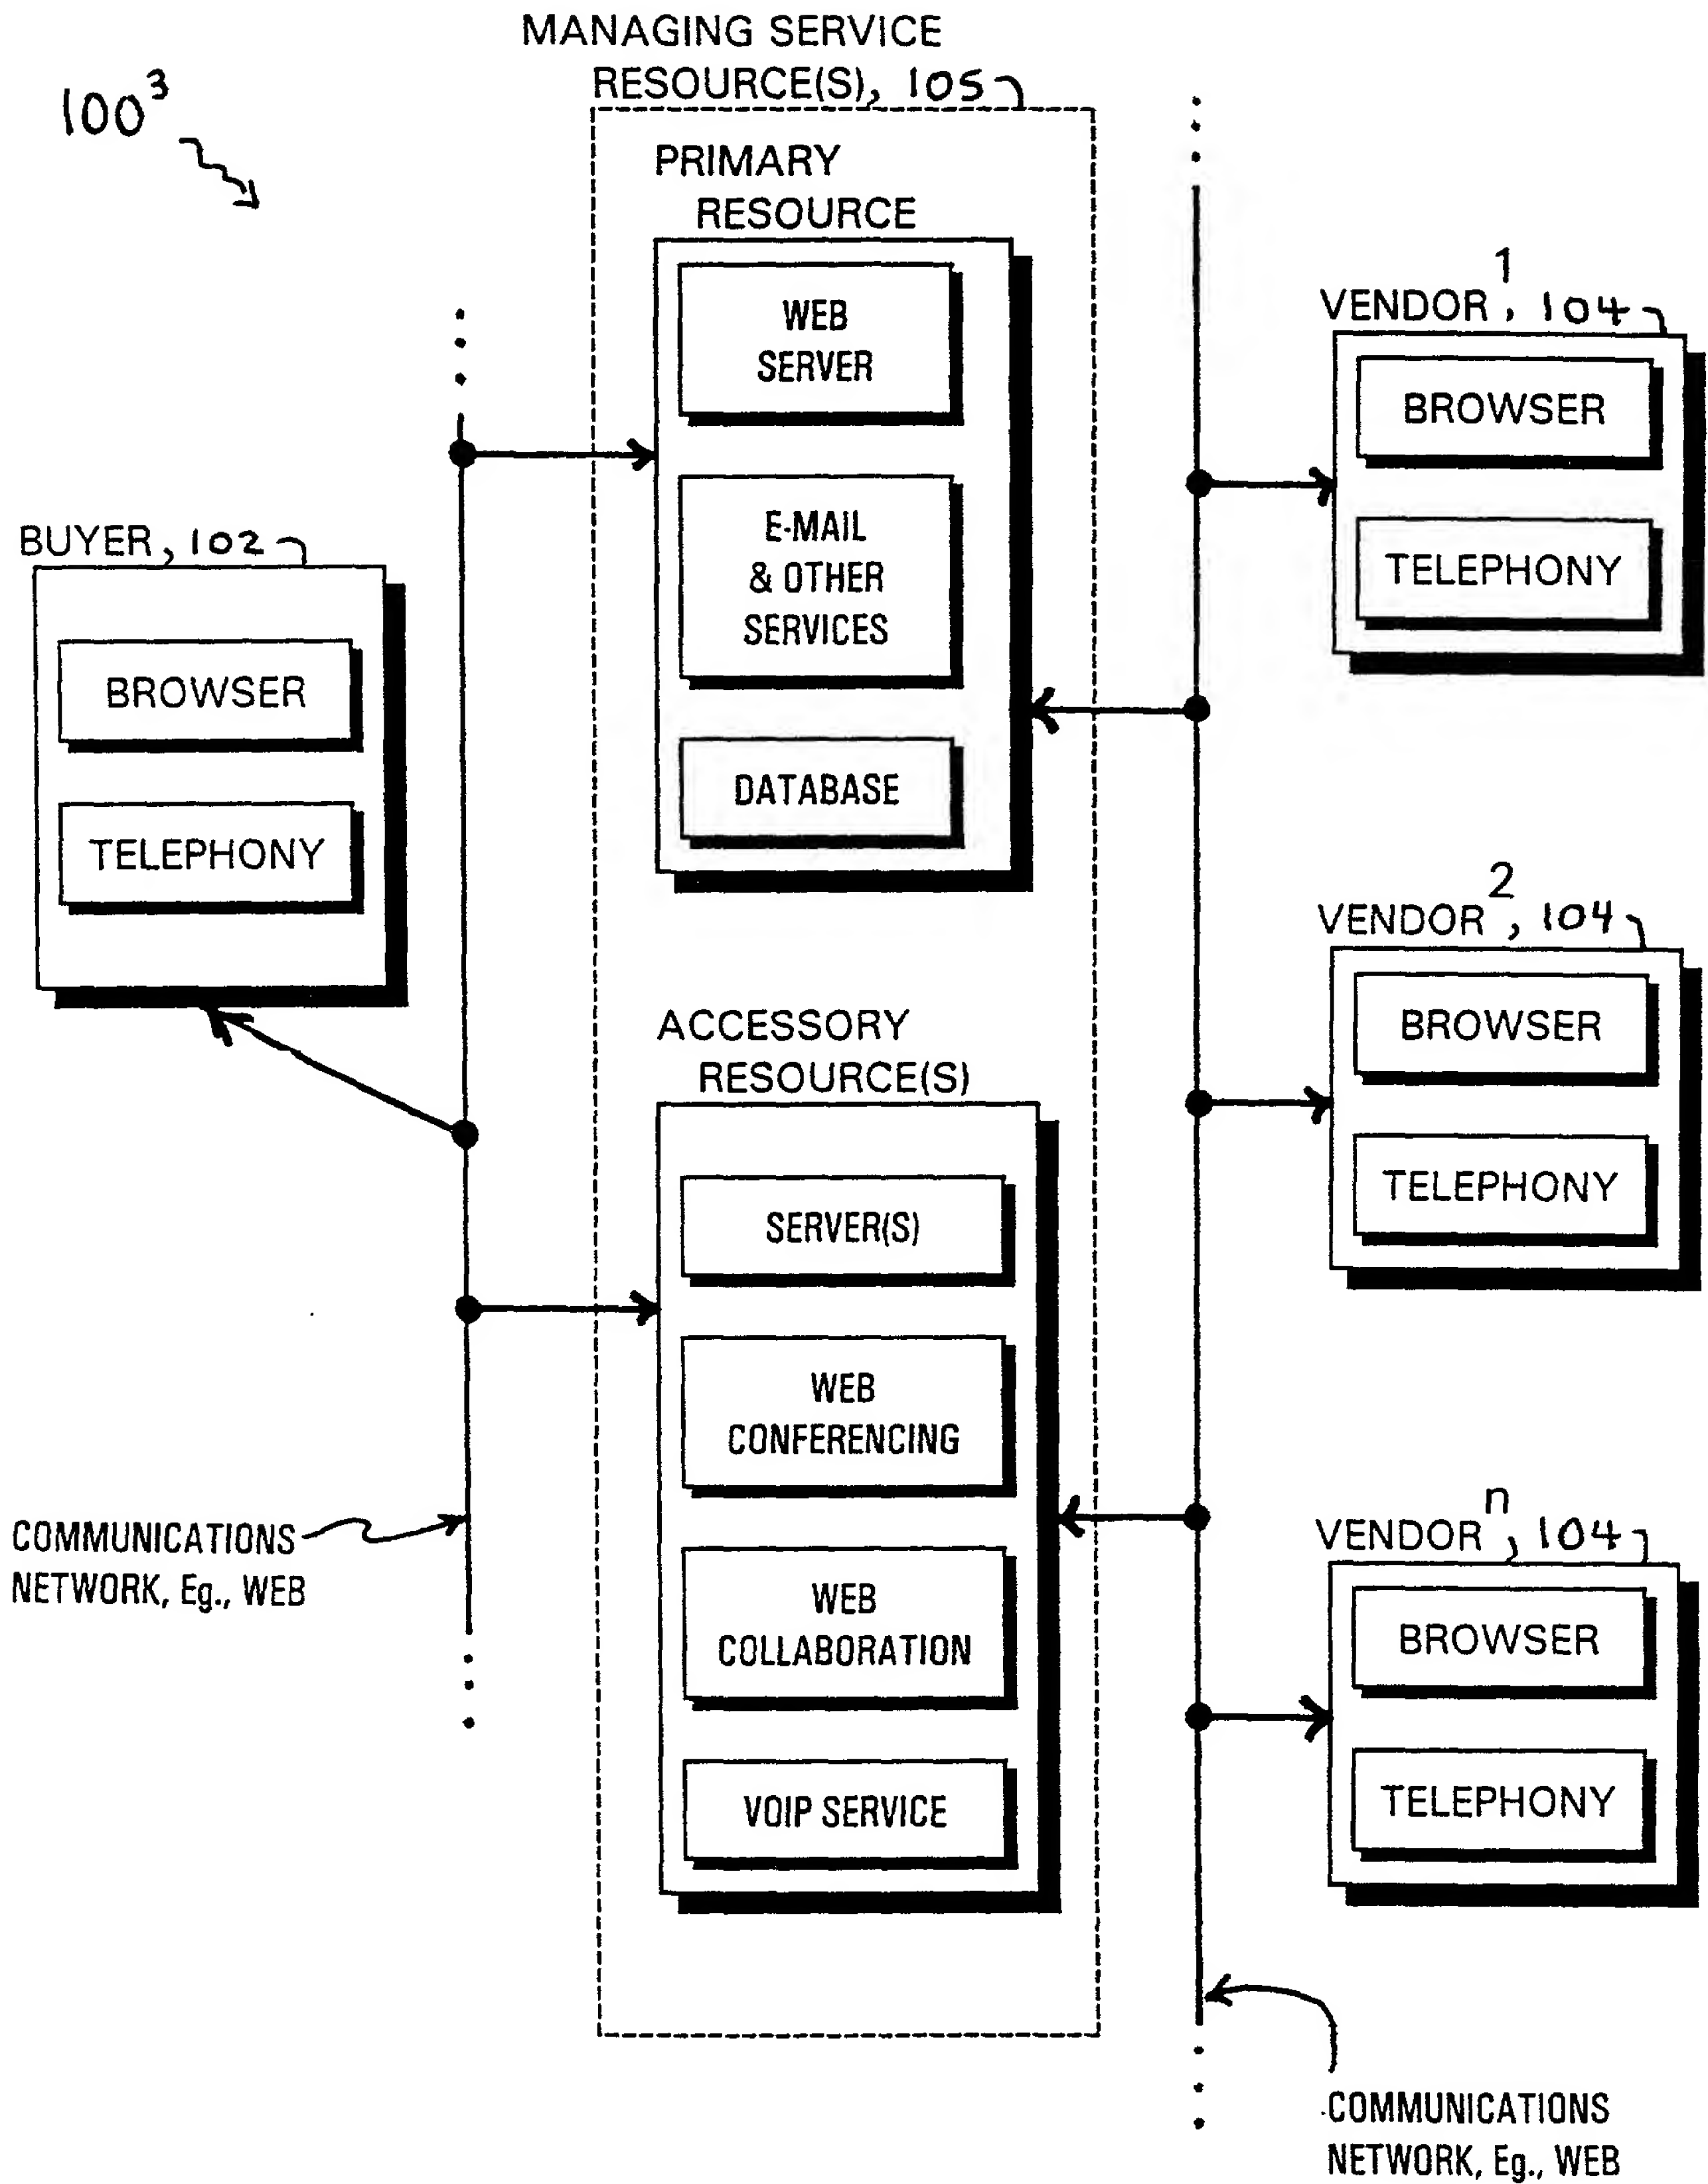 MANAGING SERVICE
RESOURCE(S), 105
100³
PRIMARY
RESOURCE
WEB
SERVER
E-MAIL
& OTHER
SERVICES
DATABASE
BUYER, 102
BROWSER
TELEPHONY
ACCESSORY
RESOURCE(S)
SERVER(S)
WEB
CONFERENCING
WEB
COLLABORATION
VOIP SERVICE
COMMUNICATIONS
NETWORK, Eg., WEB
VENDOR¹, 104
BROWSER
TELEPHONY
VENDOR², 104
BROWSER
TELEPHONY
VENDORⁿ, 104
BROWSER
TELEPHONY
COMMUNICATIONS
NETWORK, Eg., WEB